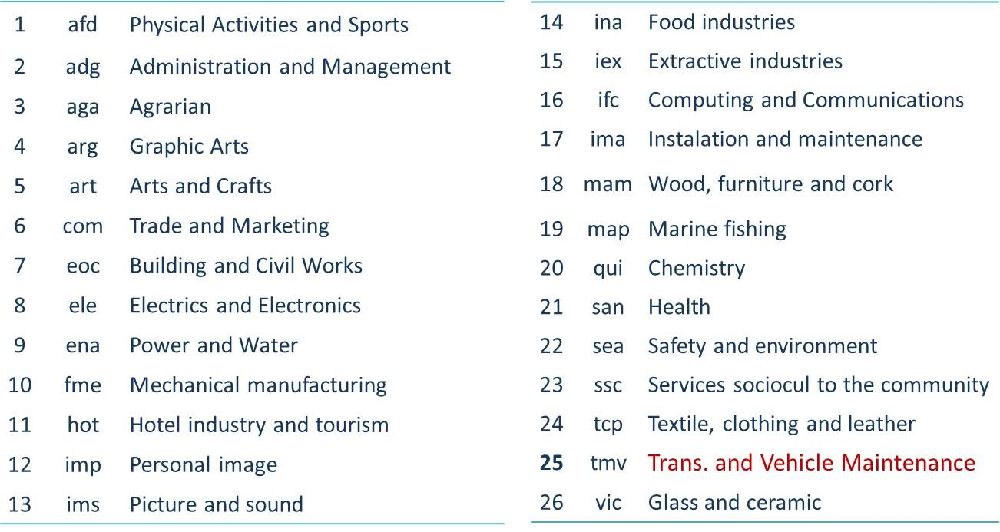 1 afd Physical Activities and Sports
2 adg Administration and Management
3 aga Agrarian
4 arg Graphic Arts
5 art Arts and Crafts
6 com Trade and Marketing
7 eoc Building and Civil Works
8 ele Electrics and Electronics
9 ena Power and Water
10 fme Mechanical manufacturing
11 hot Hotel industry and tourism
12 imp Personal image
13 ims Picture and sound
14 ina Food industries
15 iex Extractive industries
16 ifc Computing and Communications
17 ima Instalation and maintenance
18 mam Wood, furniture and cork
19 map Marine fishing
20 qui Chemistry
21 san Health
22 sea Safety and environment
23 ssc Services sociocul to the community
24 tcp Textile, clothing and leather
25 tmv Trans. and Vehicle Maintenance
26 vic Glass and ceramic